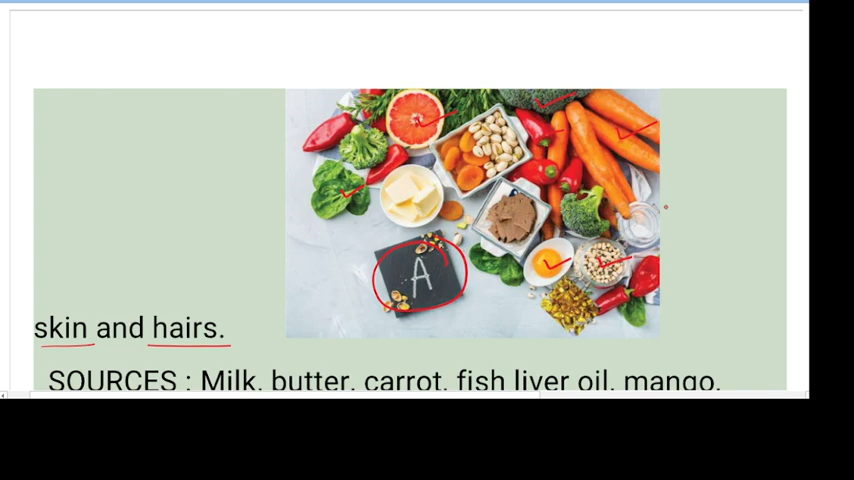 A
skin and hairs.
SOURCES : Milk, butter, carrot, fish liver oil, mango,